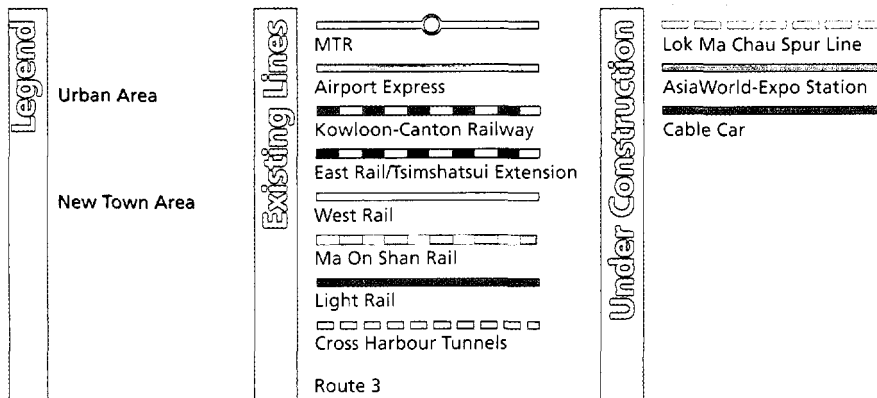 Legend
Urban Area
New Town Area
Existing Lines
MTR
Airport Express
Kowloon-Canton Railway
East Rail/Tsimshatsui Extension
West Rail
Ma On Shan Rail
Light Rail
Cross Harbour Tunnels
Route 3
Under Construction
Lok Ma Chau Spur Line
AsiaWorld-Expo Station
Cable Car